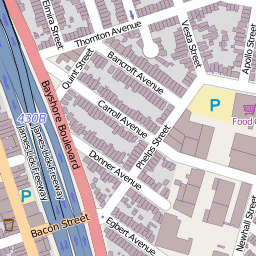 Elmira Street
Thornton Avenue
Vesta Street
Apollo Street
Quint Street
Bancroft Avenue
Bayshore Boulevard
Carroll Avenue
P
Food
430B
James Lick Freeway
James Lick Freeway
Phelps Street
Donner Avenue
P
Bacon Street
Egbert Avenue
Newhall Street